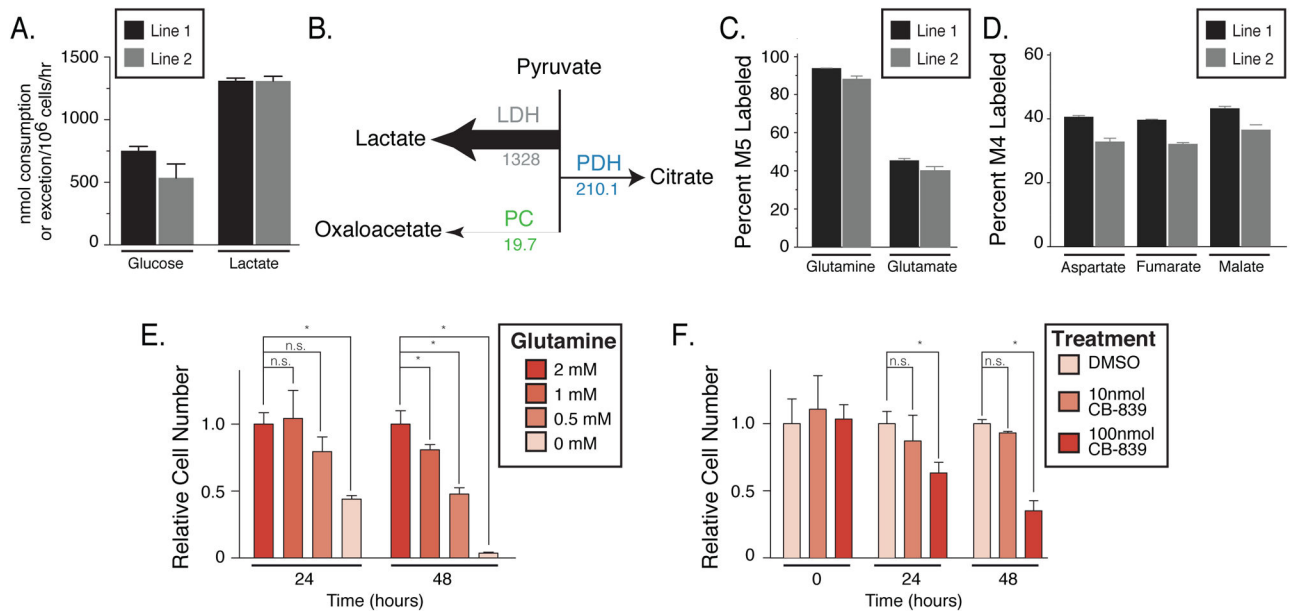 A.
Line 1
Line 2
nmol consumption
or excetion/10⁶ cells/hr
1500
1000
500
0
Glucose
Lactate
B.
Pyruvate
LDH
Lactate
1328
PDH
210.1
Citrate
PC
Oxaloacetate
19.7
C.
Line 1
Line 2
Percent M5 Labeled
100
80
60
40
20
0
Glutamine
Glutamate
D.
Line 1
Line 2
Percent M4 Labeled
60
40
20
0
Aspartate
Fumarate
Malate
E.
Glutamine
2 mM
1 mM
0.5 mM
0 mM
*
n.s.
n.s.
*
*
*
Relative Cell Number
1.0
0.5
0
24
48
Time (hours)
F.
Treatment
DMSO
10nmol
CB-839
100nmol
CB-839
*
n.s.
*
n.s.
Relative Cell Number
1.0
0.5
0
0
24
48
Time (hours)